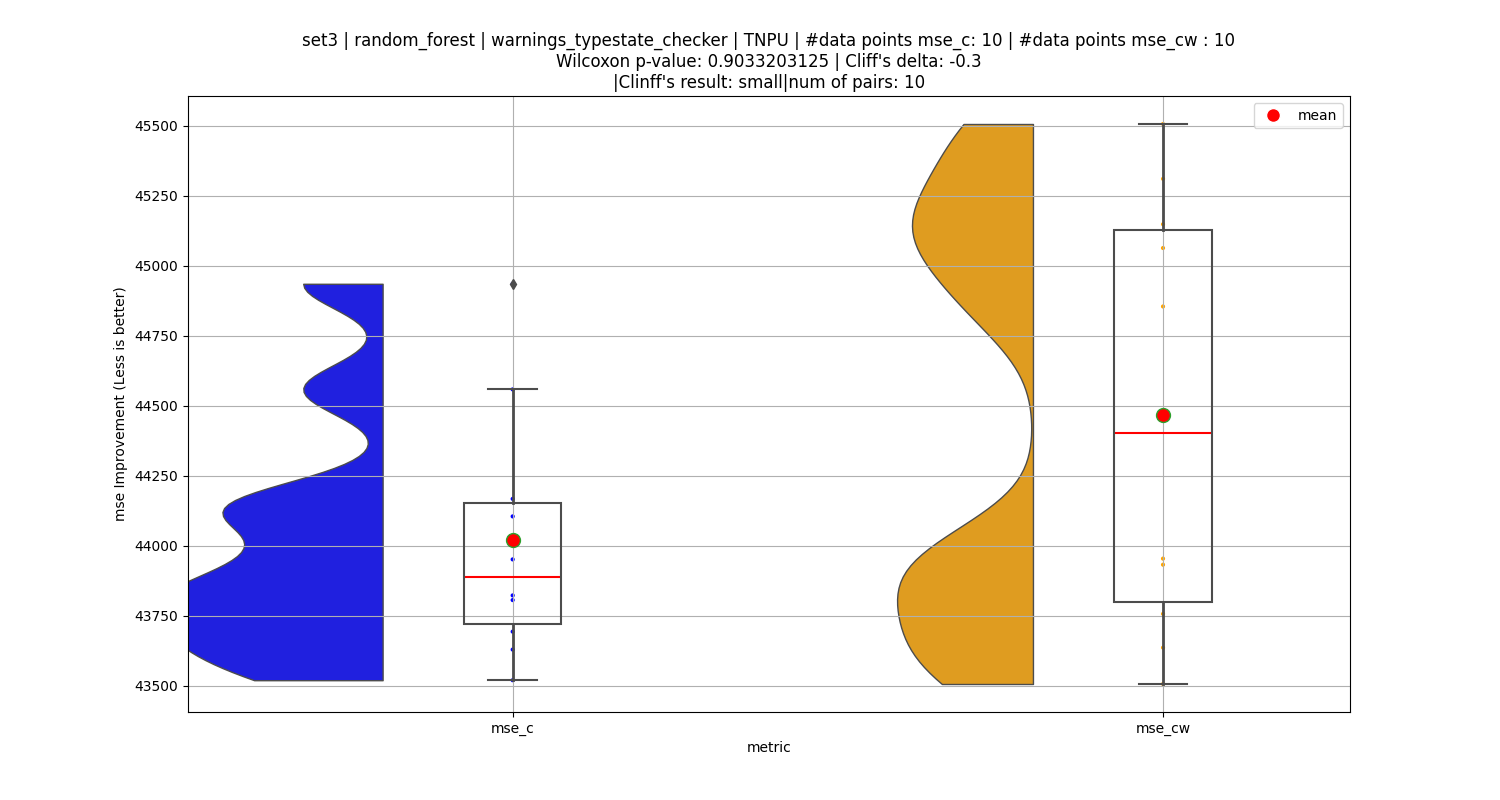 set3 | random_forest | warnings_typestate_checker | TNPU | #data points mse_c: 10 | #data points mse_cw : 10
Wilcoxon p-value: 0.9033203125 | Cliff's delta: -0.3
|Clinff's result: small|num of pairs: 10
mean
45500
45250
45000
44750
44500
44250
44000
43750
43500
mse Improvement (Less is better)
mse_c
mse_cw
metric